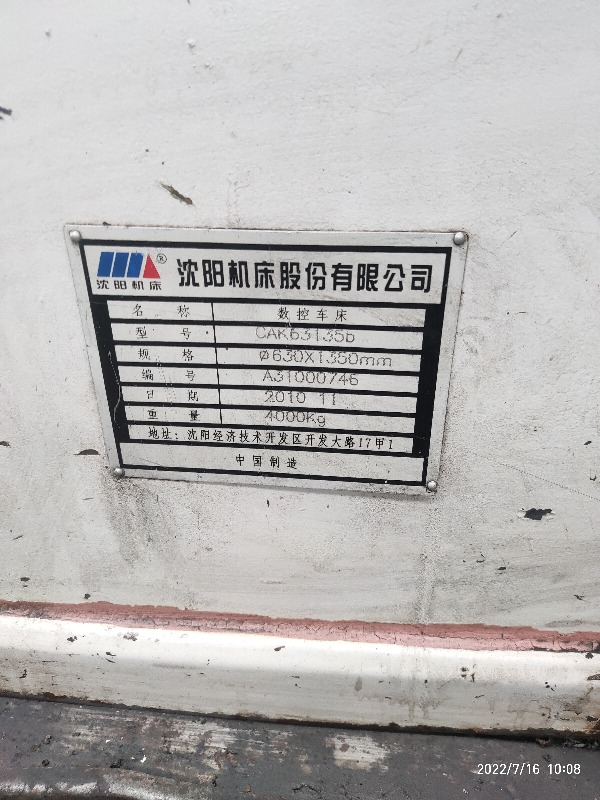 沈阳机床® 沈阳机床股份有限公司
名 称 数控车床
型 号 CAK63135b
规 格 Ø630X1350mm
编 号 A31000746
日 期 2010 11
重 量 4000Kg
地址：沈阳经济技术开发区开发大路17甲1
中国制造
2022/7/16 10:08